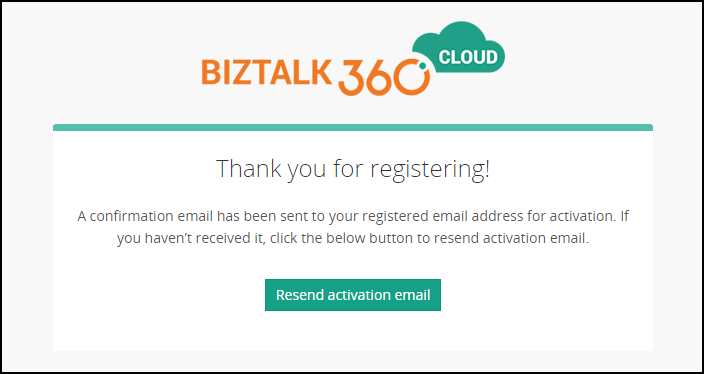 BIZTALK 360 CLOUD
Thank you for registering!
A confirmation email has been sent to your registered email address for activation. If
you haven’t received it, click the below button to resend activation email.
Resend activation email